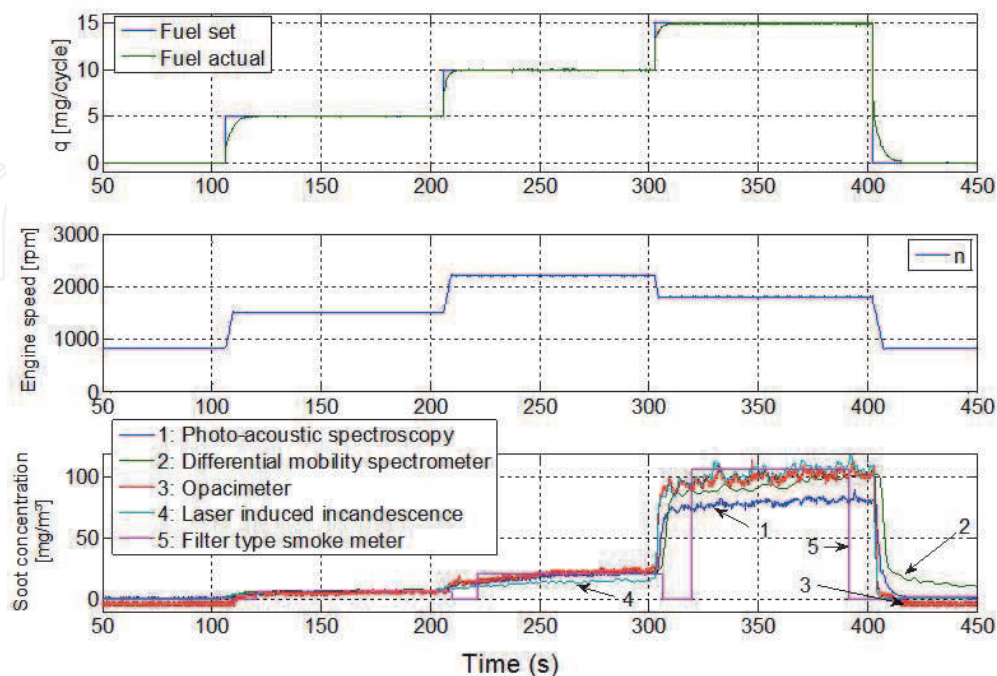 15
10
5
0
q [mg/cycle]
Fuel set
Fuel actual
50 100 150 200 250 300 350 400 450
3000
2000
1000
0
Engine speed [rpm]
n
50 100 150 200 250 300 350 400 450
1: Photo-acoustic spectroscopy
2: Differential mobility spectrometer
3: Opacimeter
4: Laser induced incandescence
5: Filter type smoke meter
100
50
0
Soot concentration
[mg/m³]
1
5
2
4
3
50 100 150 200 250 300 350 400 450
Time (s)